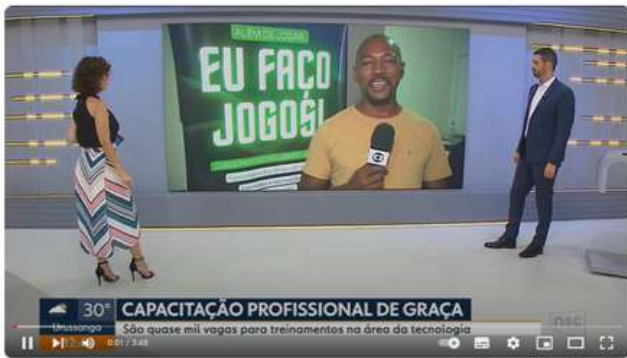 ALÉM DE JOGAR,
EU FAÇO
JOGOS!
30°
CAPACITAÇÃO PROFISSIONAL DE GRAÇA
Urussanga
São quase mil vagas para treinamentos na área da tecnologia
nsc
0:01 / 3:48